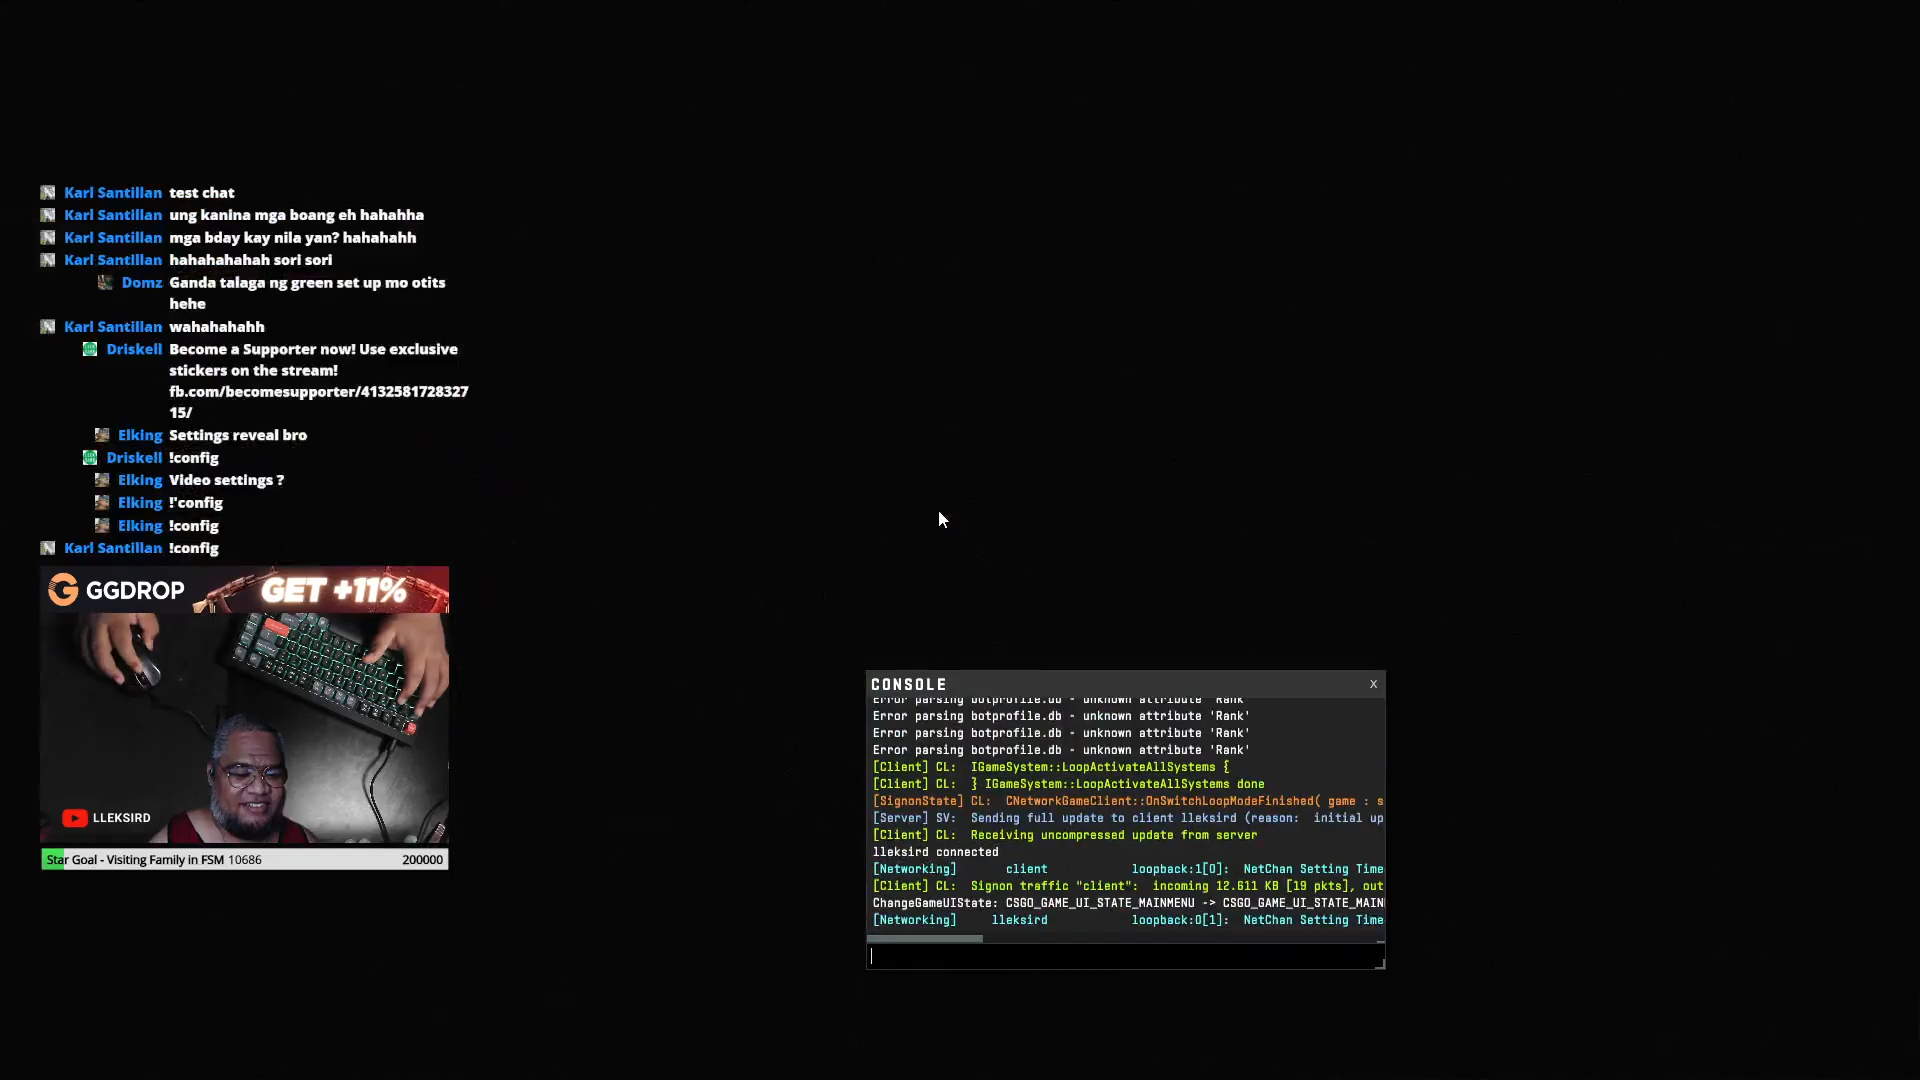 Karl Santillan test chat
Karl Santillan ung kanina mga boang eh hahahha
Karl Santillan mga bday kay nila yan? hahahahh
Karl Santillan hahahahahah sori sori
Domz Ganda talaga ng green set up mo otits
hehe
Karl Santillan wahahahahh
Driskell Become a Supporter now! Use exclusive
stickers on the stream!
fb.com/becomesupporter/4132581728327
15/
Elking Settings reveal bro
Driskell !config
Elking Video settings ?
Elking !'config
Elking !config
Karl Santillan !config
GGDROP GET +11%
LLEKSIRD
Star Goal - Visiting Family in FSM 10686 200000
CONSOLE X
Error parsing botprofile.db - unknown attribute 'Rank'
Error parsing botprofile.db - unknown attribute 'Rank'
Error parsing botprofile.db - unknown attribute 'Rank'
Error parsing botprofile.db - unknown attribute 'Rank'
[Client] CL: IGameSystem::LoopActivateAllSystems {
[Client] CL: } IGameSystem::LoopActivateAllSystems done
[SignonState] CL: CNetworkGameClient::OnSwitchLoopModeFinished( game : s
[Server] SV: Sending full update to client lleksird (reason: initial up
[Client] CL: Receiving uncompressed update from server
lleksird connected
[Networking] client loopback:1[0]: NetChan Setting Time
[Client] CL: Signon traffic "client": incoming 12.611 KB [19 pkts], out
ChangeGameUIState: CSGO_GAME_UI_STATE_MAINMENU -> CSGO_GAME_UI_STATE_MAIN
[Networking] lleksird loopback:0[1]: NetChan Setting Time